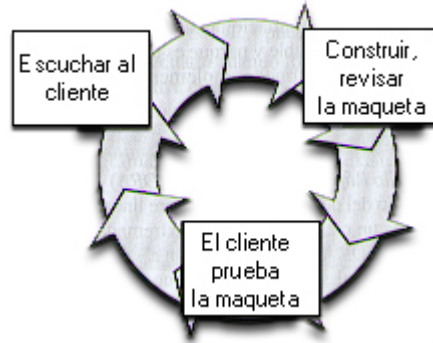 Escuchar al
cliente
Construir,
revisar
la maqueta
El cliente
prueba
la maqueta